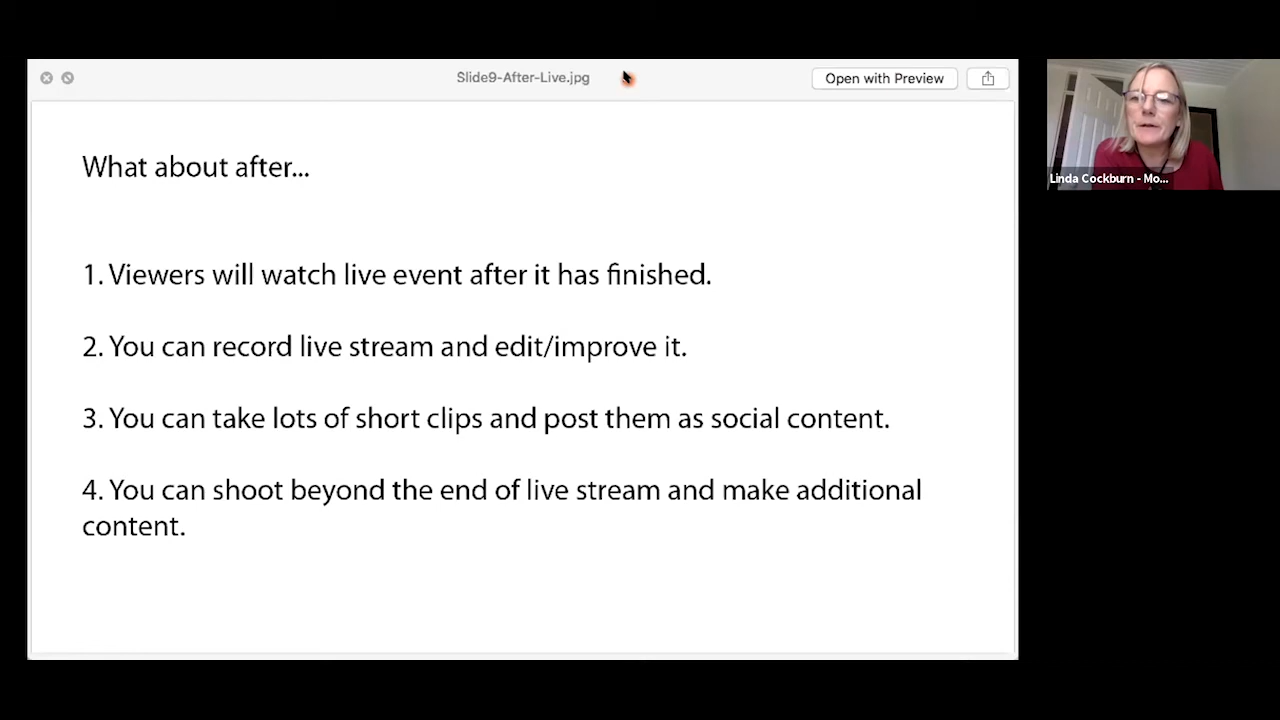 Slide9-After-Live.jpg
Open with Preview
What about after...
1. Viewers will watch live event after it has finished.
2. You can record live stream and edit/improve it.
3. You can take lots of short clips and post them as social content.
4. You can shoot beyond the end of live stream and make additional
content.
Linda Cockburn - Mo...